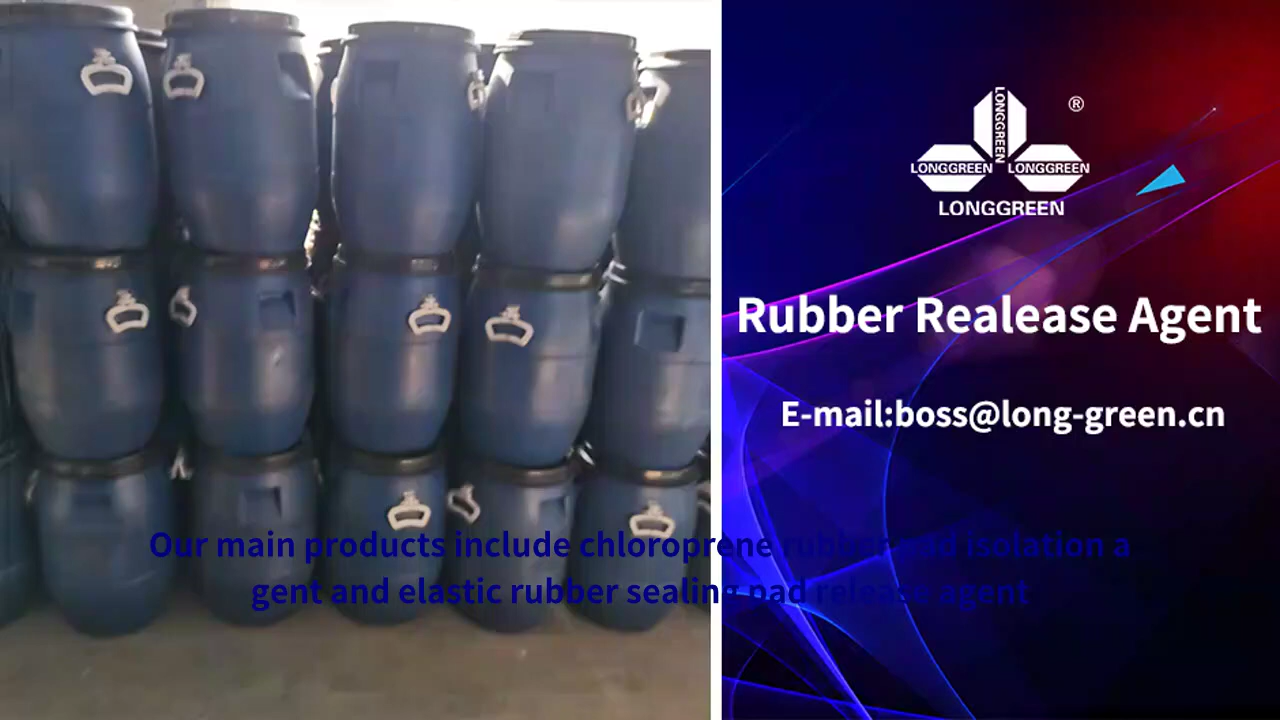 LONGGREEN
®
LONGGREEN LONGGREEN
LONGGREEN
Rubber Realease Agent
E-mail:boss@long-green.cn
Our main products include chloroprene rubber pad isolation a
gent and elastic rubber sealing pad release agent